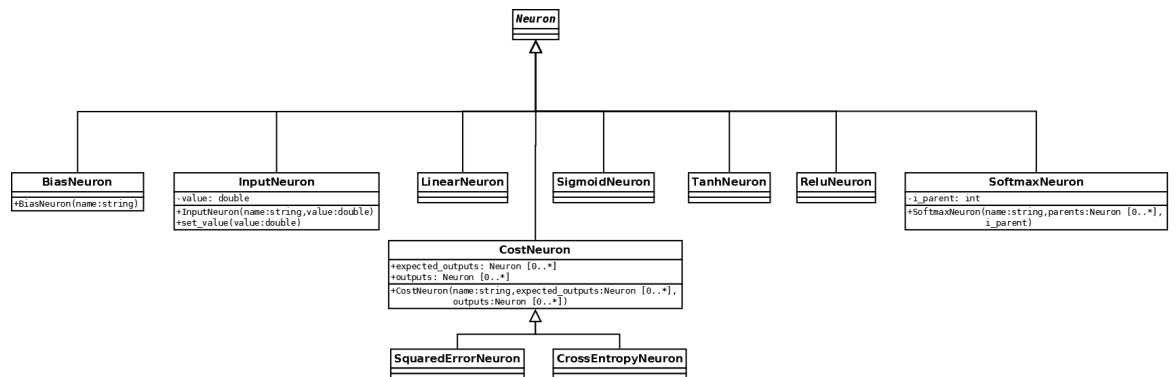 Neuron
BiasNeuron
+BiasNeuron(name:string)
InputNeuron
-value: double
+InputNeuron(name:string,value:double)
+set_value(value:double)
LinearNeuron
SigmoidNeuron
TanhNeuron
ReluNeuron
SoftmaxNeuron
-i_parent: int
+SoftmaxNeuron(name:string,parents:Neuron [0..*],
i_parent)
CostNeuron
+expected_outputs: Neuron [0..*]
+outputs: Neuron [0..*]
+CostNeuron(name:string,expected_outputs:Neuron [0..*],
outputs:Neuron [0..*])
SquaredErrorNeuron
CrossEntropyNeuron